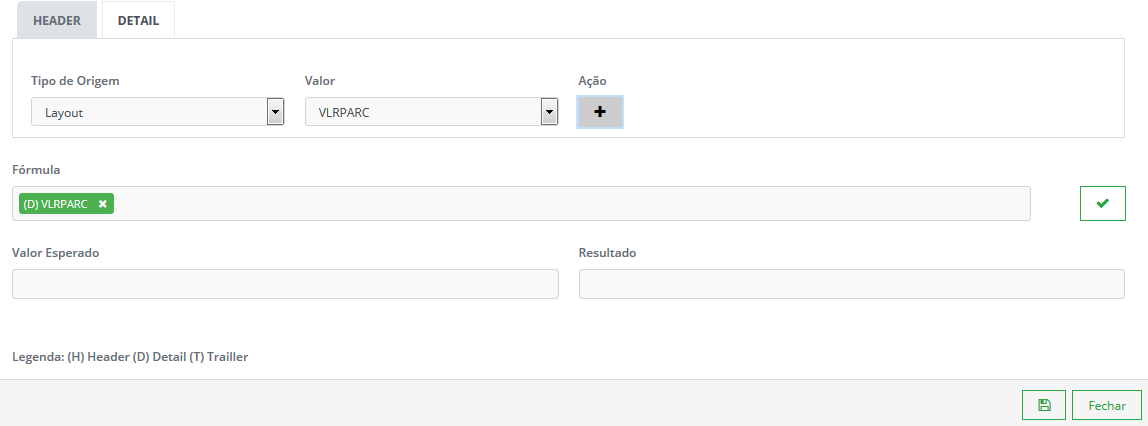 HEADER DETAIL
Tipo de Origem Valor Ação
Layout VLRPARC
Fórmula
(D) VLRPARC
Valor Esperado Resultado
Legenda: (H) Header (D) Detail (T) Trailler
Fechar